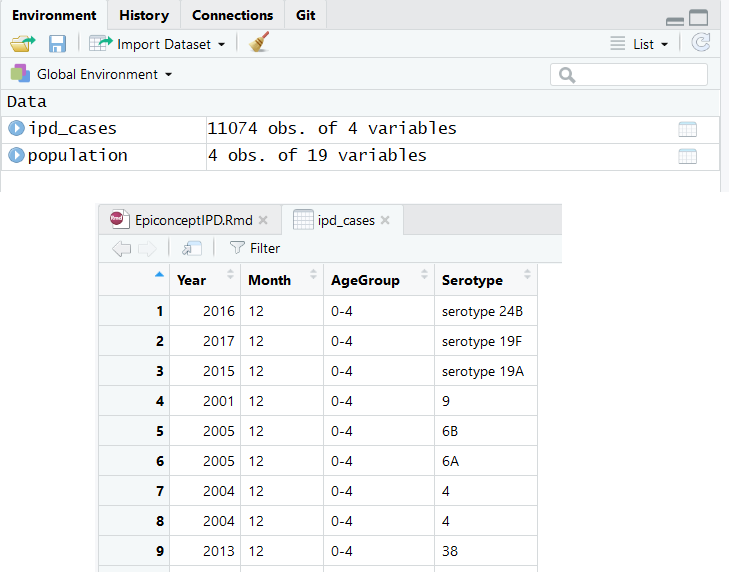 Environment History Connections Git
Import Dataset List
Global Environment
Data
ipd_cases 11074 obs. of 4 variables
population 4 obs. of 19 variables
Rmd EpiconceptIPD.Rmd ipd_cases
Filter
Year Month AgeGroup Serotype
1 2016 12 0-4 serotype 24B
2 2017 12 0-4 serotype 19F
3 2015 12 0-4 serotype 19A
4 2001 12 0-4 9
5 2005 12 0-4 6B
6 2005 12 0-4 6A
7 2004 12 0-4 4
8 2004 12 0-4 4
9 2013 12 0-4 38